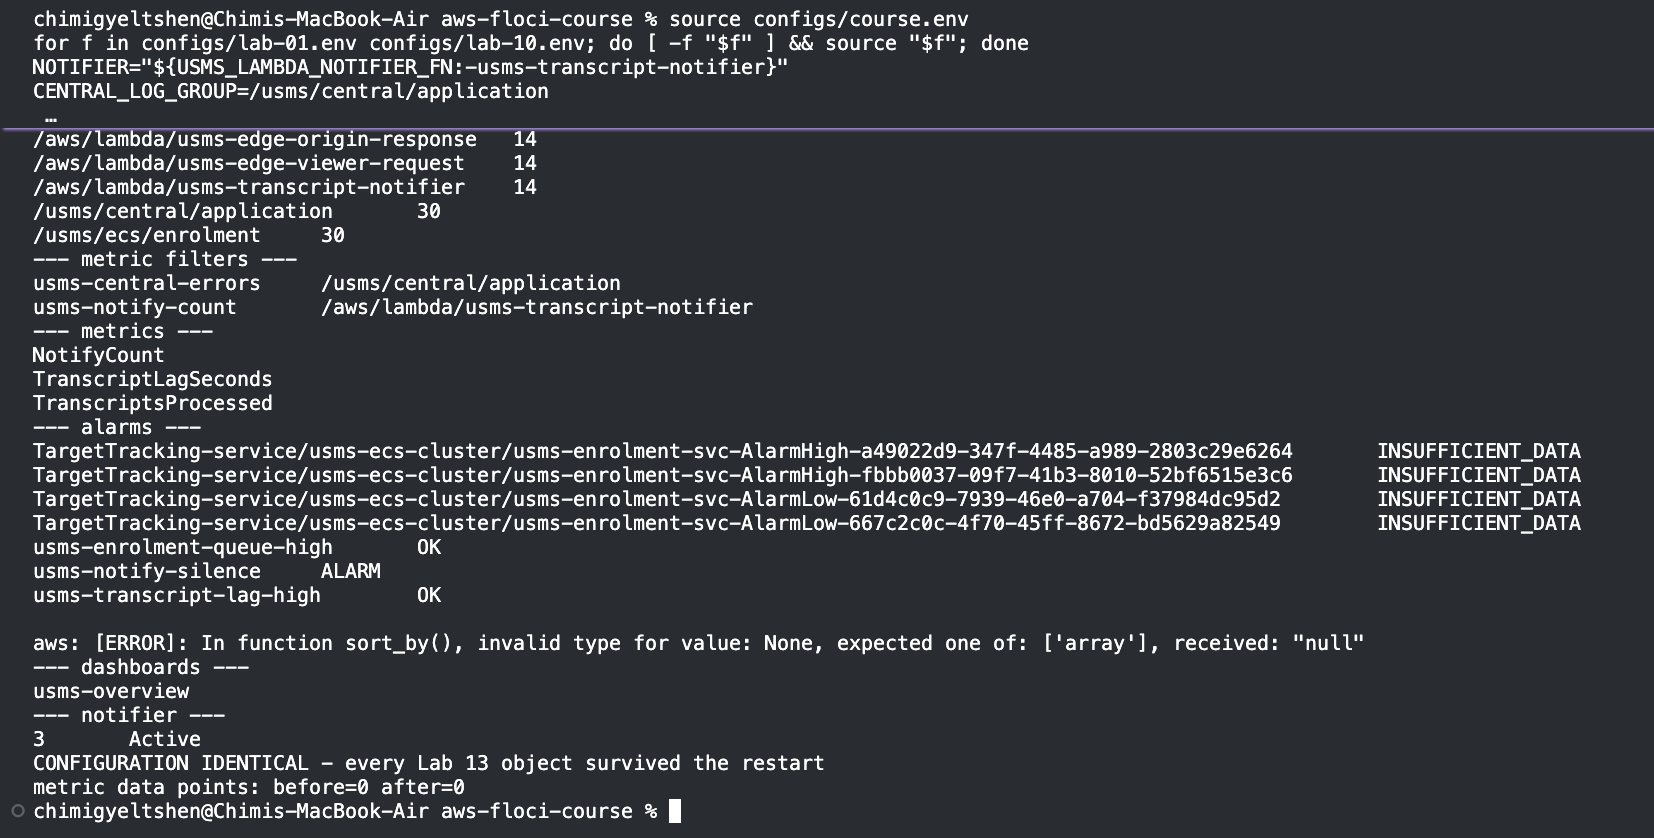 chimigyeltshen@Chimis-MacBook-Air aws-floci-course % source configs/course.env
for f in configs/lab-01.env configs/lab-10.env; do [ -f "$f" ] && source "$f"; done
NOTIFIER="${USMS_LAMBDA_NOTIFIER_FN:-usms-transcript-notifier}"
CENTRAL_LOG_GROUP=/usms/central/application
…
/aws/lambda/usms-edge-origin-response 14
/aws/lambda/usms-edge-viewer-request 14
/aws/lambda/usms-transcript-notifier 14
/usms/central/application 30
/usms/ecs/enrolment 30
--- metric filters ---
usms-central-errors /usms/central/application
usms-notify-count /aws/lambda/usms-transcript-notifier
--- metrics ---
NotifyCount
TranscriptLagSeconds
TranscriptsProcessed
--- alarms ---
TargetTracking-service/usms-ecs-cluster/usms-enrolment-svc-AlarmHigh-a49022d9-347f-4485-a989-2803c29e6264 INSUFFICIENT_DATA
TargetTracking-service/usms-ecs-cluster/usms-enrolment-svc-AlarmHigh-fbbb0037-09f7-41b3-8010-52bf6515e3c6 INSUFFICIENT_DATA
TargetTracking-service/usms-ecs-cluster/usms-enrolment-svc-AlarmLow-61d4c0c9-7939-46e0-a704-f37984dc95d2 INSUFFICIENT_DATA
TargetTracking-service/usms-ecs-cluster/usms-enrolment-svc-AlarmLow-667c2c0c-4f70-45ff-8672-bd5629a82549 INSUFFICIENT_DATA
usms-enrolment-queue-high OK
usms-notify-silence ALARM
usms-transcript-lag-high OK
aws: [ERROR]: In function sort_by(), invalid type for value: None, expected one of: ['array'], received: "null"
--- dashboards ---
usms-overview
--- notifier ---
3 Active
CONFIGURATION IDENTICAL - every Lab 13 object survived the restart
metric data points: before=0 after=0
chimigyeltshen@Chimis-MacBook-Air aws-floci-course %